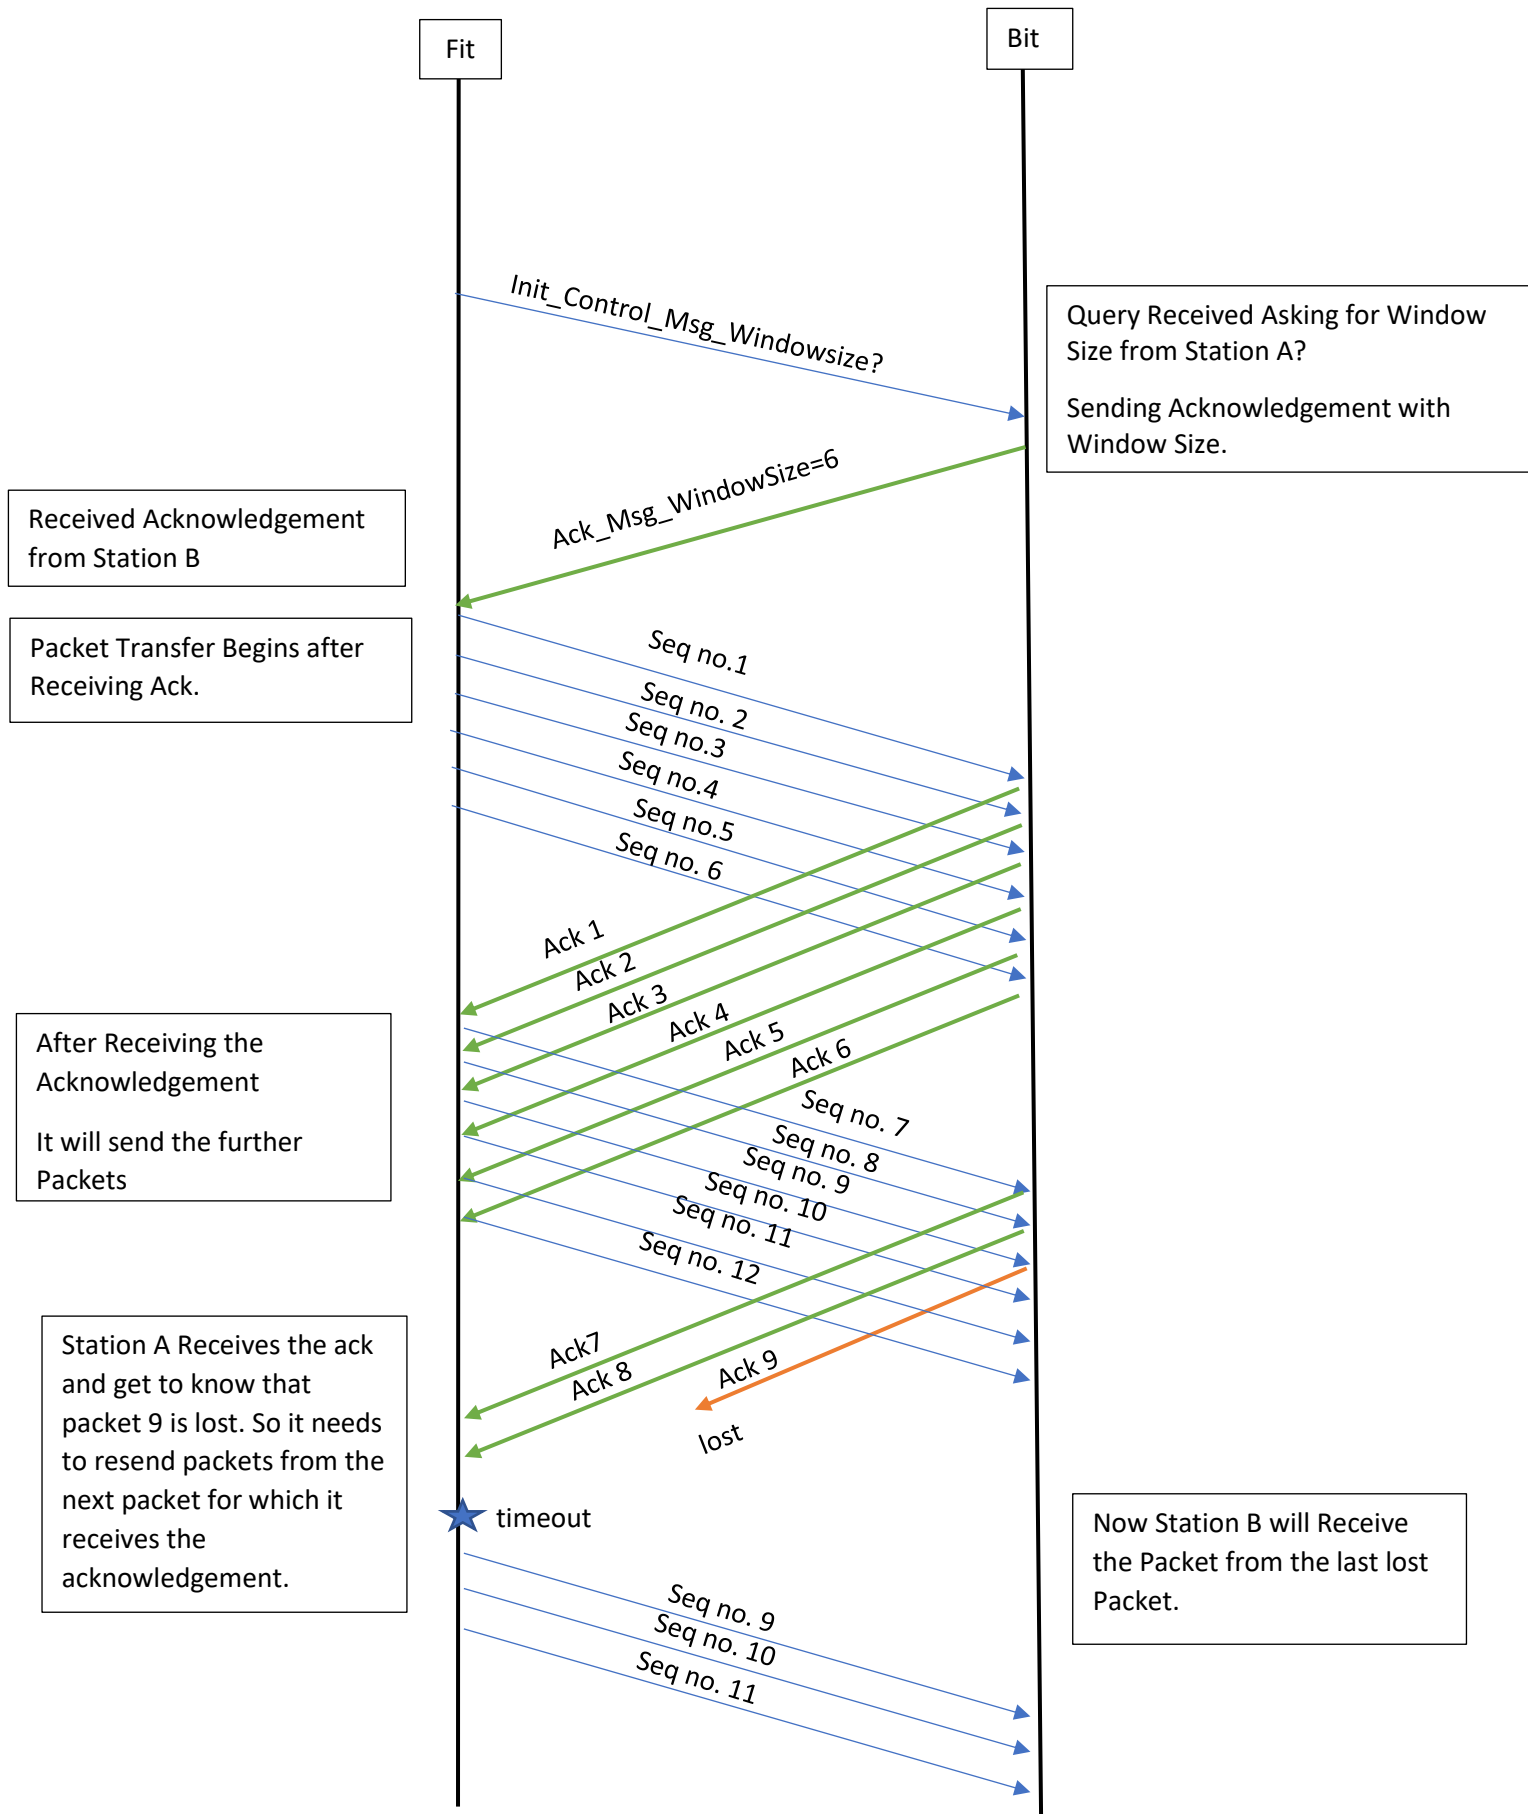 Fit
Bit
Init_Control_Msg_Windowsize?
Query Received Asking for Window
Size from Station A?
Sending Acknowledgement with
Window Size.
Ack_Msg_WindowSize=6
Received Acknowledgement
from Station B
Packet Transfer Begins after
Receiving Ack.
Seq no.1
Seq no. 2
Seq no.3
Seq no.4
Seq no.5
Seq no. 6
Ack 1
Ack 2
Ack 3
Ack 4
Ack 5
Ack 6
After Receiving the
Acknowledgement
It will send the further
Packets
Seq no. 7
Seq no. 8
Seq no. 9
Seq no. 10
Seq no. 11
Seq no. 12
Station A Receives the ack
and get to know that
packet 9 is lost. So it needs
to resend packets from the
next packet for which it
receives the
acknowledgement.
Ack7
Ack 8
Ack 9
lost
timeout
Now Station B will Receive
the Packet from the last lost
Packet.
Seq no. 9
Seq no. 10
Seq no. 11